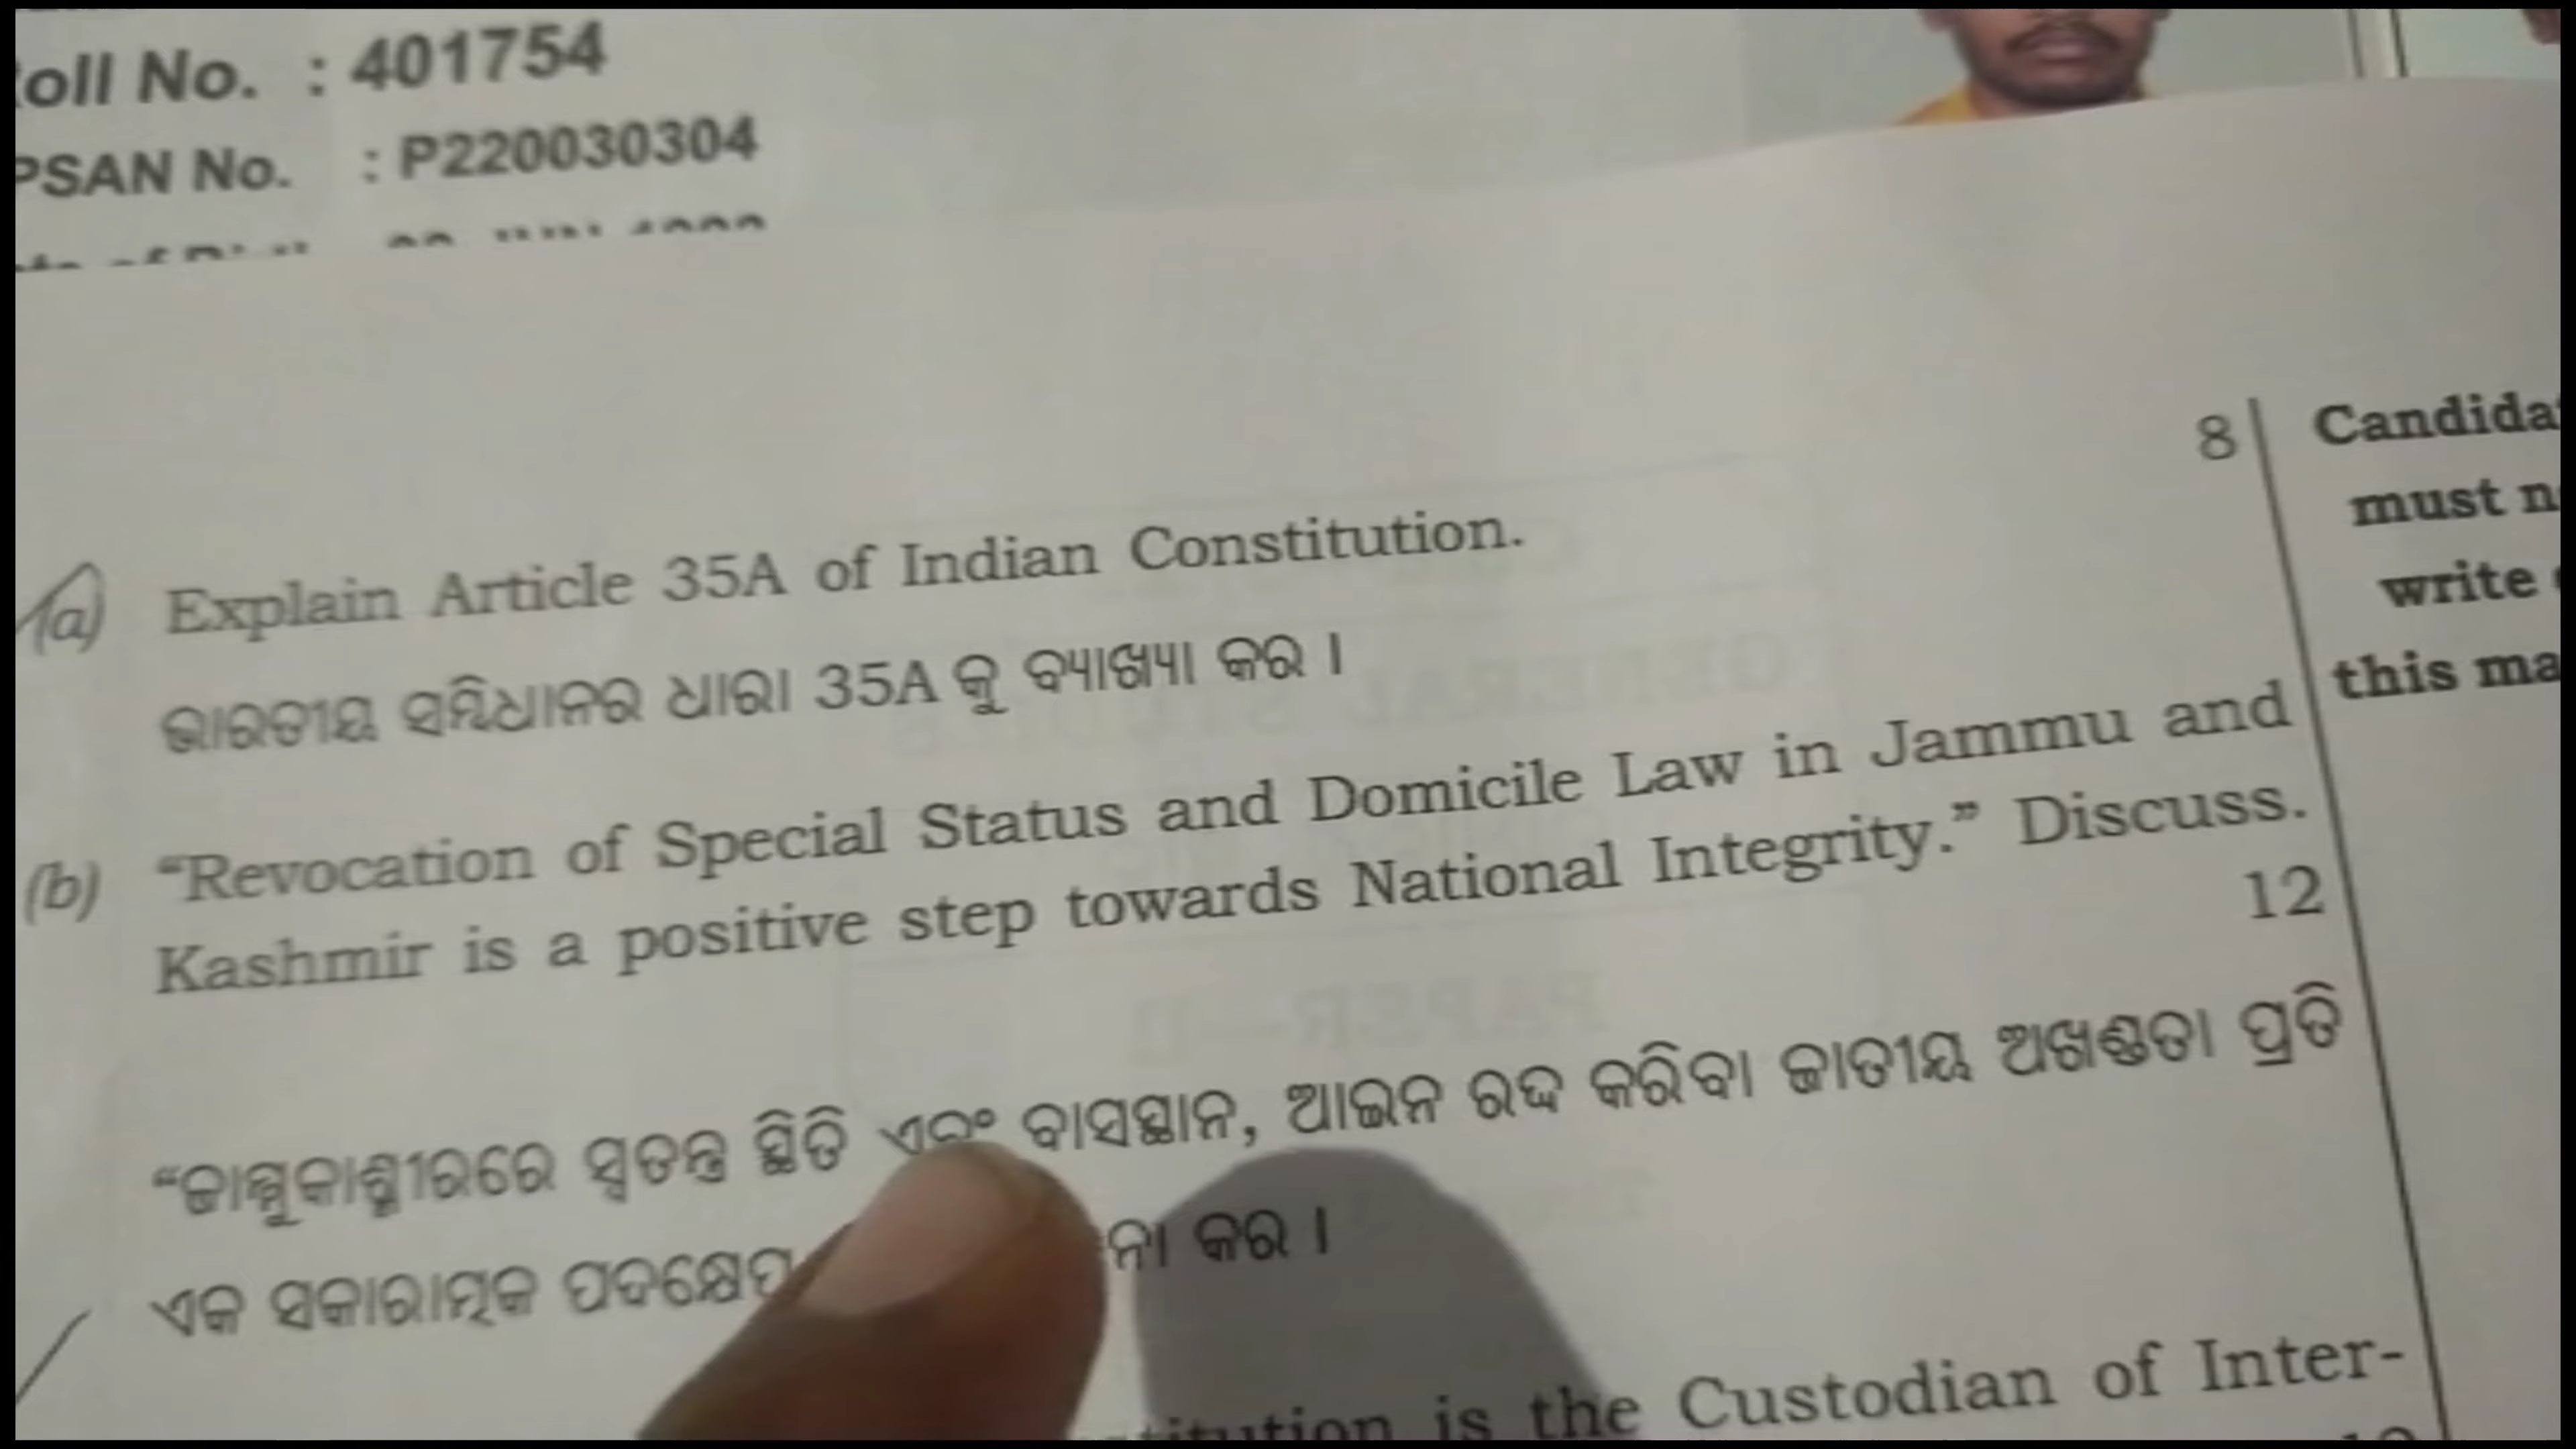 oll No. : 401754
PSAN No. : P220030304
8
Candida
must n
write
this ma
(a) Explain Article 35A of Indian Constitution.
ଭାରତୀୟ ସମ୍ବିଧାନର ଧାରା 35A କୁ ବ୍ୟାଖ୍ୟା କର ।
(b) “Revocation of Special Status and Domicile Law in Jammu and
Kashmir is a positive step towards National Integrity.” Discuss.
12
“ଜାମ୍ମୁକାଶ୍ମୀରରେ ସ୍ୱତନ୍ତ୍ର ସ୍ଥିତି ଏବଂ ବାସସ୍ଥାନ, ଆଇନ ରଦ୍ଦ କରିବା ଜାତୀୟ ଅଖଣ୍ଡତା ପ୍ରତି
ଏକ ସକାରାତ୍ମକ ପଦକ୍ଷେପ ନା କର ।
titution is the Custodian of Inter-